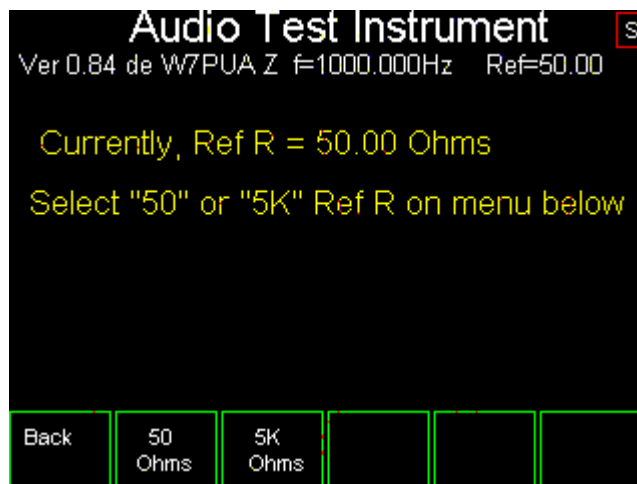 Audio Test Instrument
S
Ver 0.84 de W7PUA Z f=1000.000Hz Ref=50.00
Currently, Ref R = 50.00 Ohms
Select "50" or "5K" Ref R on menu below
Back
50
Ohms
5K
Ohms